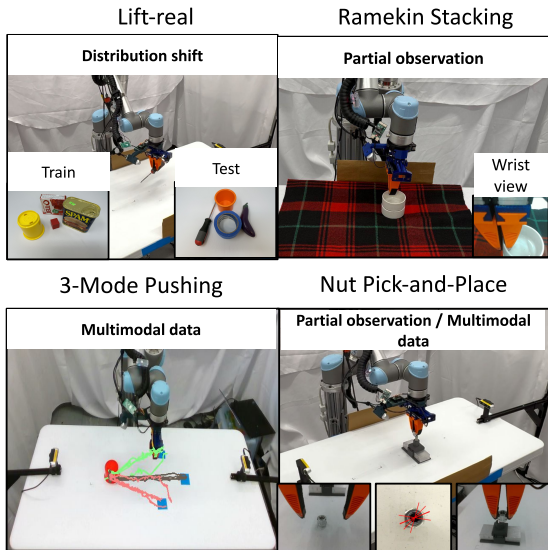 Lift-real
Distribution shift
Train
Test
SPAM
Ramekin Stacking
Partial observation
Wrist
view
3-Mode Pushing
Multimodal data
Nut Pick-and-Place
Partial observation / Multimodal
data